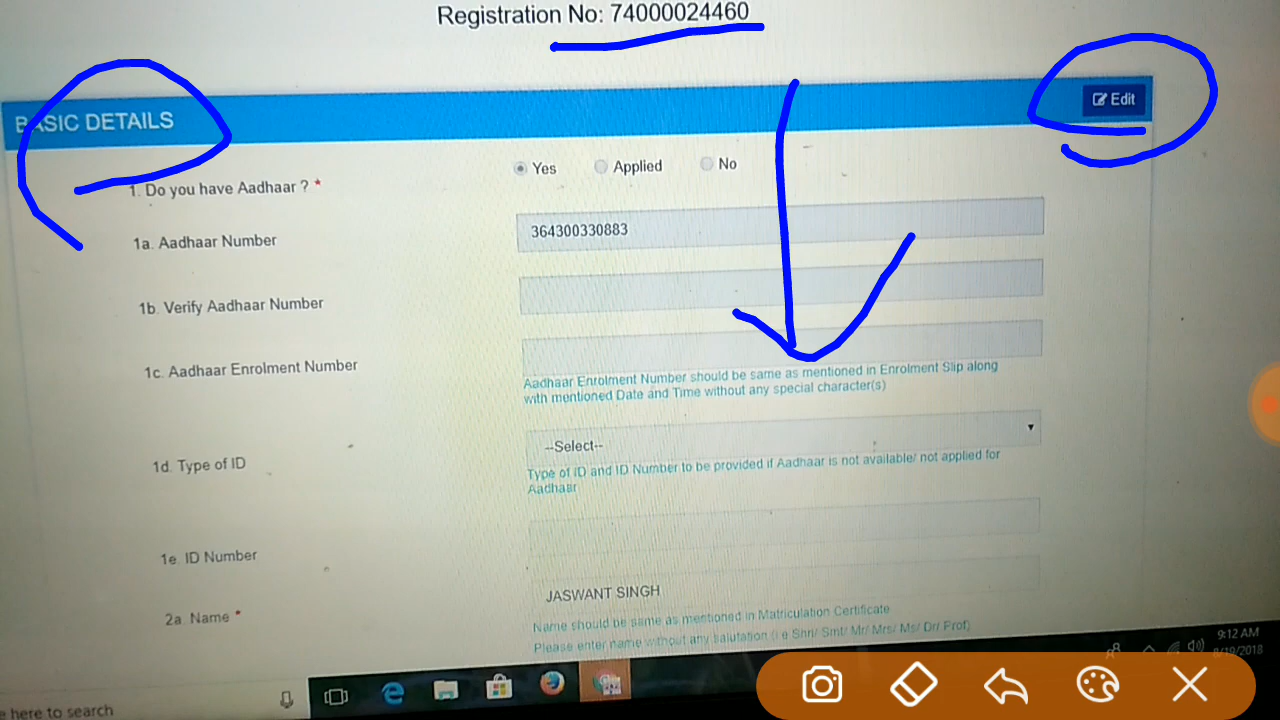 Registration No: 74000024460
BASIC DETAILS
Edit
1. Do you have Aadhaar ? *
Yes
Applied
No
1a. Aadhaar Number
364300330883
1b. Verify Aadhaar Number
1c. Aadhaar Enrolment Number
Aadhaar Enrolment Number should be same as mentioned in Enrolment Slip along
with mentioned Date and Time without any special character(s)
1d. Type of ID
--Select--
Type of ID and ID Number to be provided if Aadhaar is not available/ not applied for
Aadhaar
1e. ID Number
2a. Name *
JASWANT SINGH
Name should be same as mentioned in Matriculation Certificate
Please enter name without any salutation (i.e Shri/ Smt/ Mr/ Mrs/ Ms/ Dr/ Prof)
9:12 AM
8/19/2018
here to search